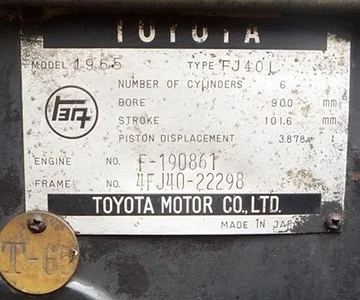 TOYOTA
MODEL 1965 TYPE FJ40L
NUMBER OF CYLINDERS 6
BORE 90.0 mm
STROKE 101.6 mm
PISTON DISPLACEMENT 3.878 ℓ
ENGINE NO. F-190861
FRAME NO. 4FJ40-22298
TOYOTA MOTOR CO., LTD.
MADE IN JAPAN
T-65